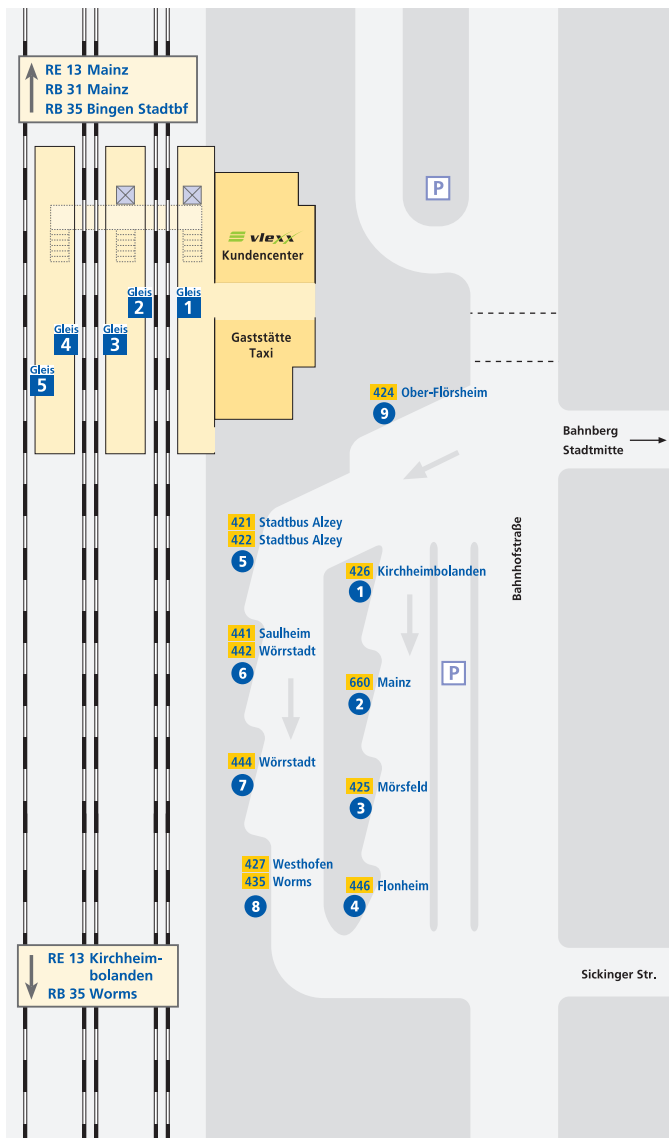 RE 13 Mainz
RB 31 Mainz
RB 35 Bingen Stadtbf
P
vlexx
Kundencenter
Gleis
1
Gleis
2
Gleis
3
Gleis
4
Gleis
5
Gaststätte
Taxi
424 Ober-Flörsheim
9
Bahnberg
Stadtmitte
421 Stadtbus Alzey
422 Stadtbus Alzey
5
426 Kirchheimbolanden
1
Bahnhofstraße
441 Saulheim
442 Wörrstadt
6
660 Mainz
2
P
444 Wörrstadt
7
425 Mörsfeld
3
427 Westhofen
435 Worms
8
446 Flonheim
4
RE 13 Kirchheim-
bolanden
RB 35 Worms
Sickinger Str.